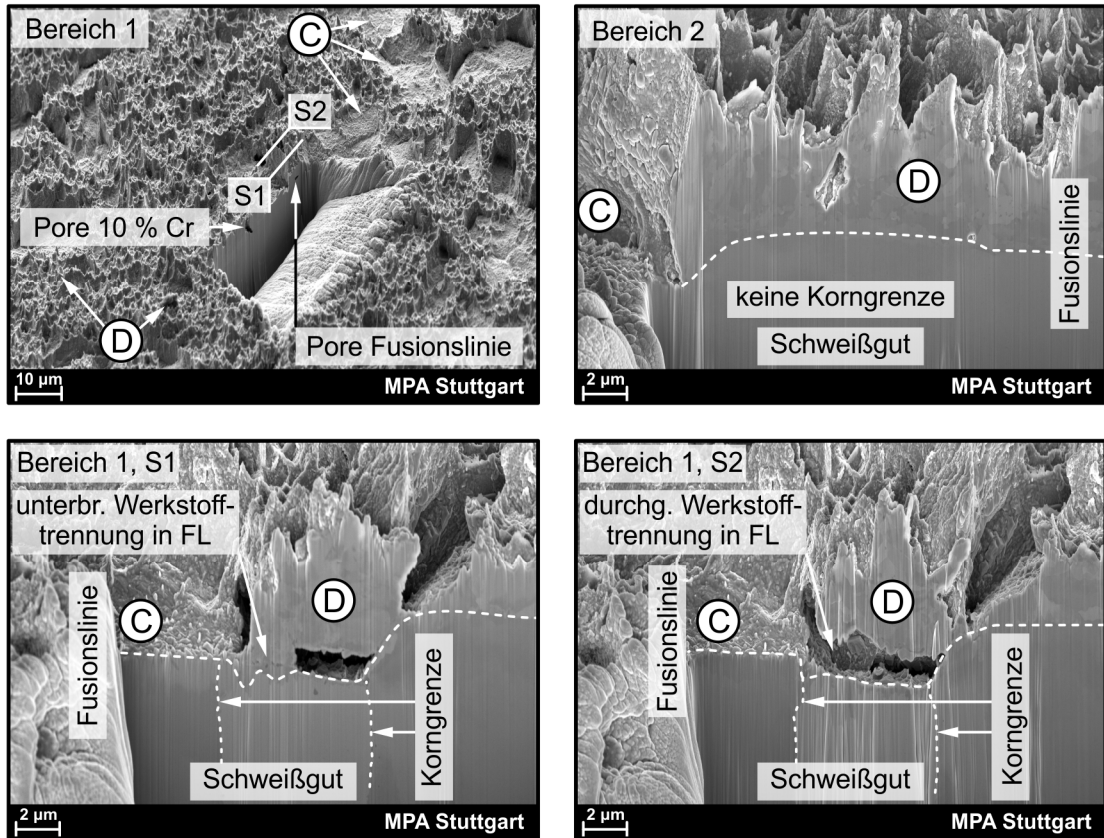 Bereich 1
C
S2
S1
Pore 10 % Cr
D
Pore Fusionslinie
10 µm
MPA Stuttgart
Bereich 2
C
D
Fusionslinie
keine Korngrenze
Schweißgut
2 µm
MPA Stuttgart
Bereich 1, S1
unterbr. Werkstoff-
trennung in FL
Fusionslinie
C
D
Korngrenze
Schweißgut
2 µm
MPA Stuttgart
Bereich 1, S2
durchg. Werkstoff-
trennung in FL
Fusionslinie
C
D
Korngrenze
Schweißgut
2 µm
MPA Stuttgart